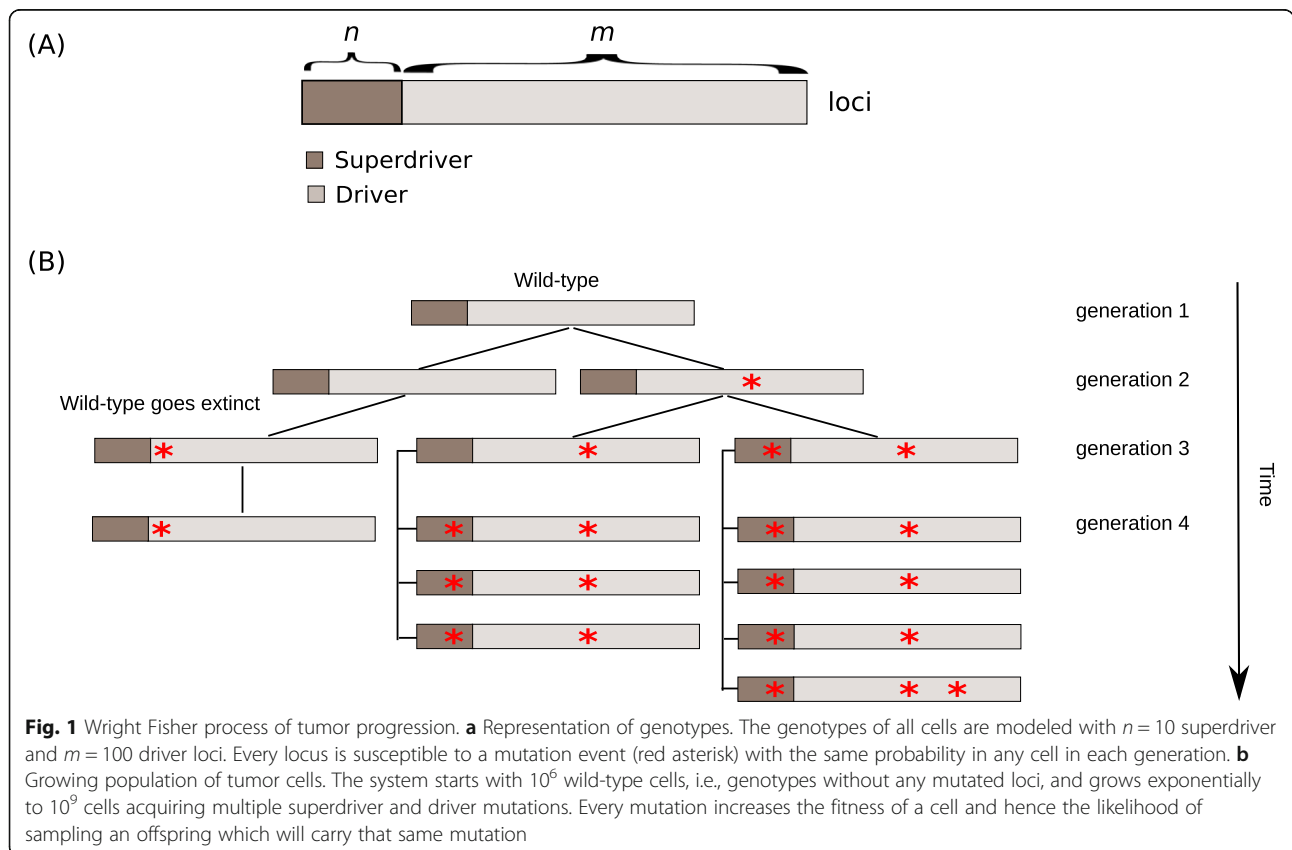 (A)
n
m
loci
Superdriver
Driver
(B)
Wild-type
generation 1
generation 2
Wild-type goes extinct
generation 3
generation 4
Time
Fig. 1 Wright Fisher process of tumor progression. a Representation of genotypes. The genotypes of all cells are modeled with n = 10 superdriver
and m = 100 driver loci. Every locus is susceptible to a mutation event (red asterisk) with the same probability in any cell in each generation. b
Growing population of tumor cells. The system starts with 10⁶ wild-type cells, i.e., genotypes without any mutated loci, and grows exponentially
to 10⁹ cells acquiring multiple superdriver and driver mutations. Every mutation increases the fitness of a cell and hence the likelihood of
sampling an offspring which will carry that same mutation